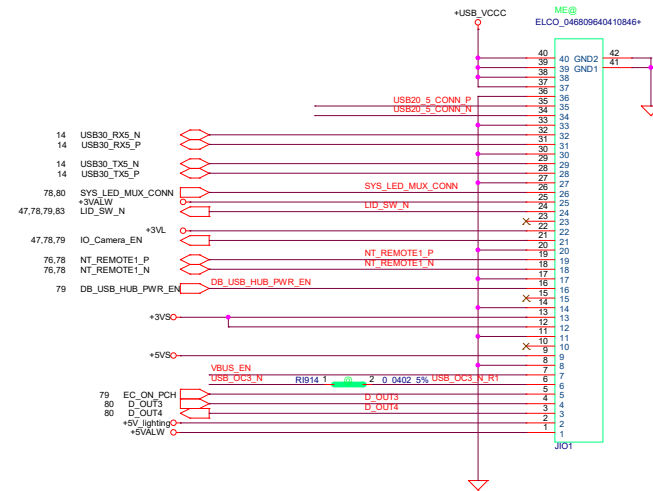 ME@
+USB_VCCC
ELCO_046809640410846+
40 40 GND2 42
39 39 GND1 41
38 38
37 37
36 36
USB20_5_CONN_P 35 35
USB20_5_CONN_N 34 34
33 33
14 USB30_RX5_N 32 32
14 USB30_RX5_P 31 31
30 30
14 USB30_TX5_N 29 29
14 USB30_TX5_P 28 28
27 27
78,80 SYS_LED_MUX_CONN SYS_LED_MUX_CONN 26 26
+3VALW 25 25
47,78,79,83 LID_SW_N LID_SW_N 24 24
23 23
+3VL 22 22
47,78,79 IO_Camera_EN 21 21
20 20
76,78 NT_REMOTE1_P NT_REMOTE1_P 19 19
76,78 NT_REMOTE1_N NT_REMOTE1_N 18 18
17 17
79 DB_USB_HUB_PWR_EN DB_USB_HUB_PWR_EN 16 16
15 15
14 14
+3VS 13 13
12 12
11 11
10 10
+5VS 9 9
8 8
VBUS_EN 7 7
USB_OC3_N RI914 1 @ 2 0_0402_5% USB_OC3_N_R1 6 6
79 EC_ON_PCH 5 5
80 D_OUT3 D_OUT3 4 4
80 D_OUT4 D_OUT4 3 3
+5V_lighting 2 2
+5VALW 1 1
JIO1